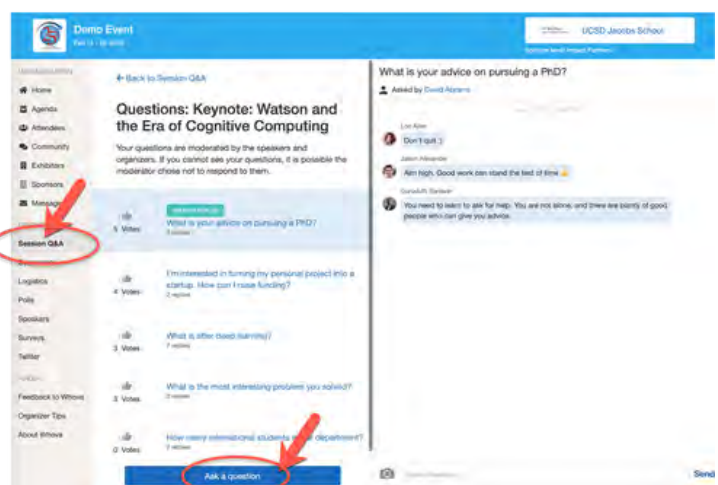 Demo Event
UCSD Jacobs School
Home
Agenda
Attendees
Community
Exhibitors
Sponsors
Messages
Session Q&A
Logistics
Polls
Speakers
Surveys
Twitter
Feedback to Whova
Organizer Tips
About Whova
Back to Session Q&A
Questions: Keynote: Watson and
the Era of Cognitive Computing
Your questions are moderated by the speakers and
organizers. If you cannot see your questions, it is possible the
moderator chose not to respond to them.
What is your advice on pursuing a PhD?
5 Votes
3 replies
I'm interested in turning my personal project into a
startup. How can I raise funding?
4 Votes
2 replies
What is after deep learning?
3 Votes
What is the most interesting problem you solved?
3 Votes
How many international students department?
0 Votes
Ask a question
What is your advice on pursuing a PhD?
Asked by David Abrams
Don't quit :)
Jason Alexander
Aim high. Good work can stand the test of time
You need to learn to ask for help. You are not alone, and there are plenty of good
people who can give you advice.
Send